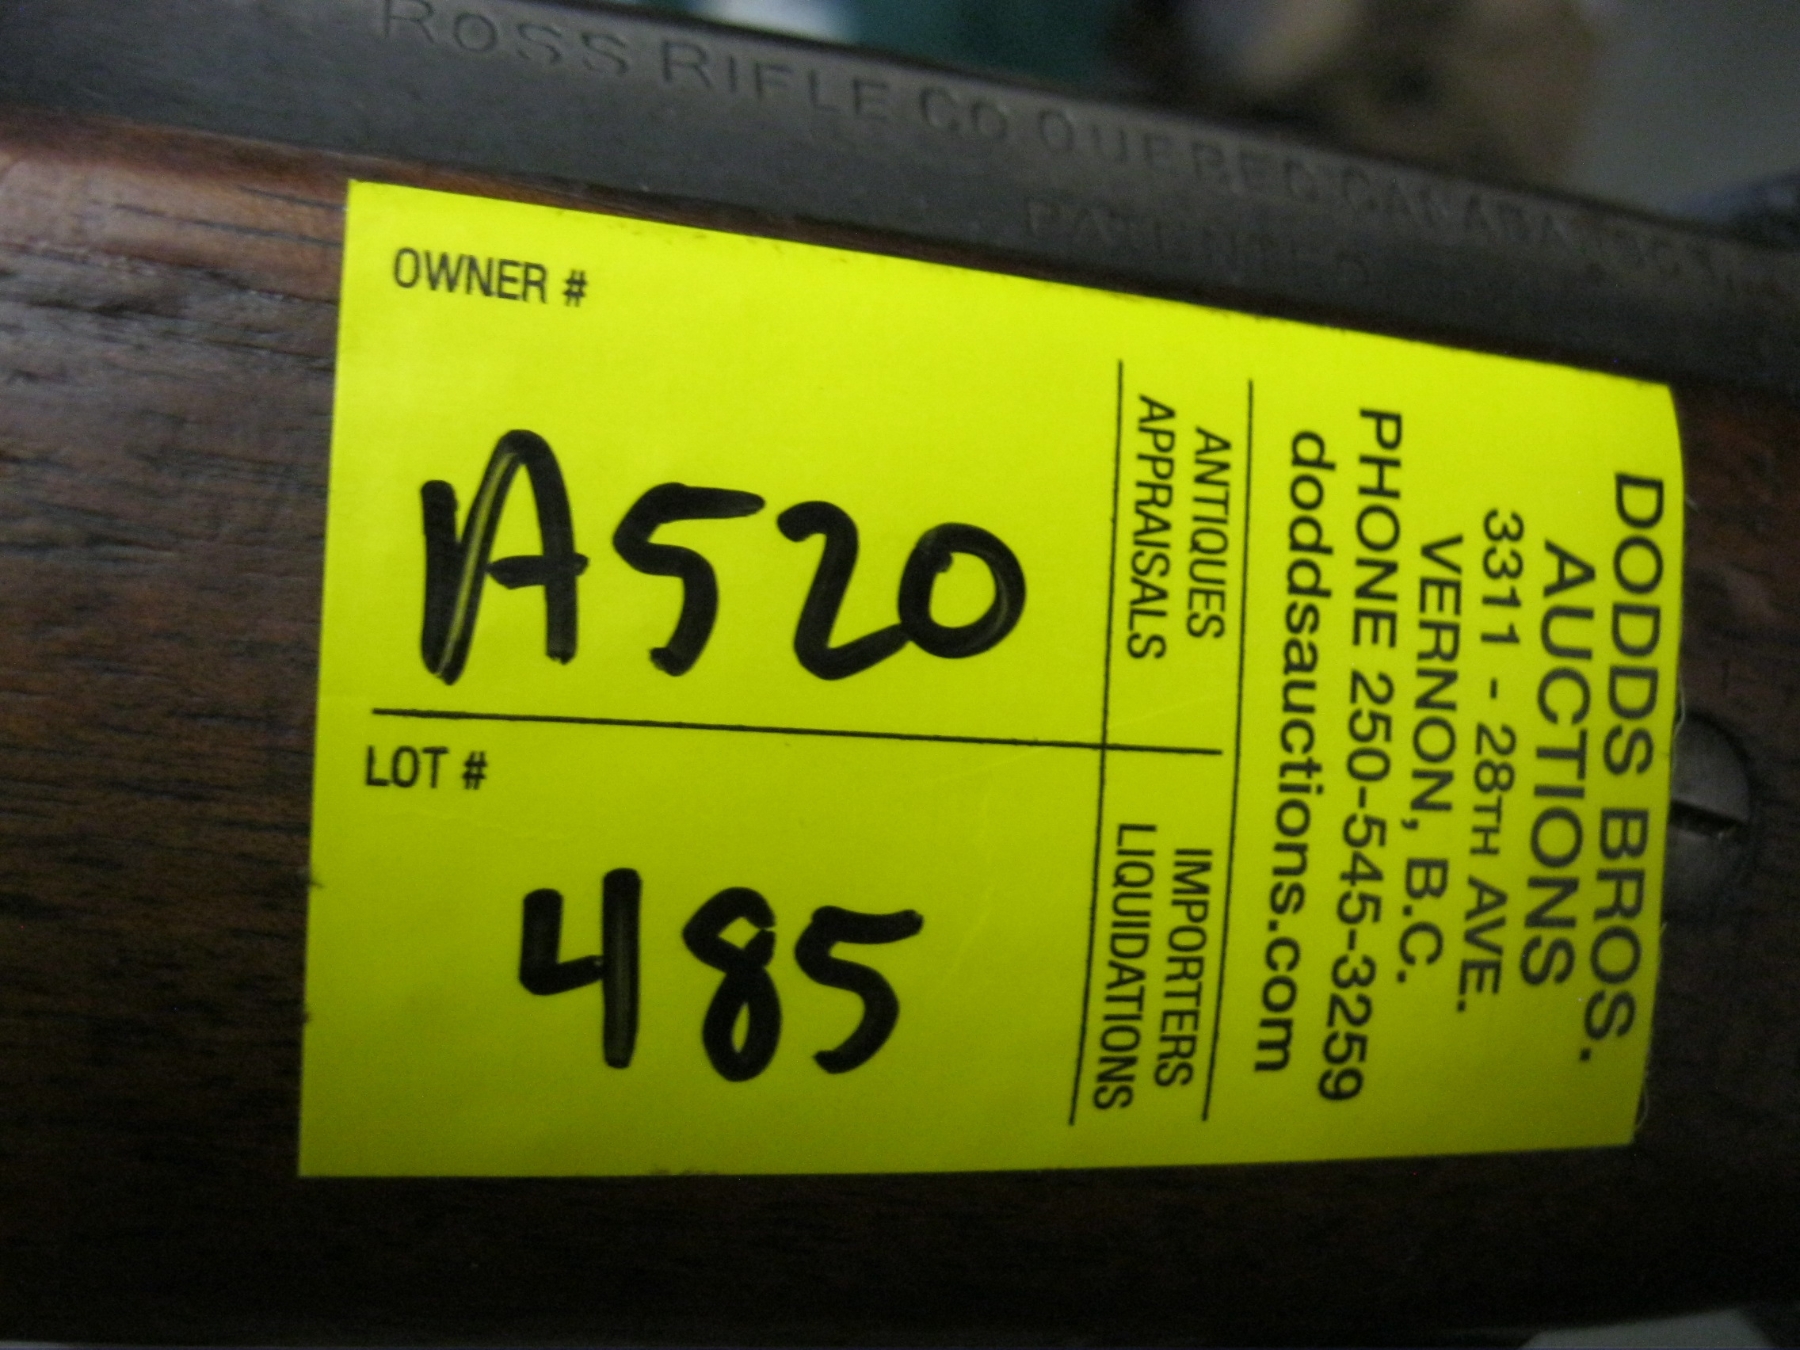 ROSS RIFLE CO QUEBEC CANADA
PATENTED
OWNER #
A520
LOT #
485
DODDS BROS.
AUCTIONS
3311 - 28TH AVE.
VERNON, B.C.
PHONE 250-545-3259
doddsauctions.com
ANTIQUES
APPRAISALS
IMPORTERS
LIQUIDATIONS